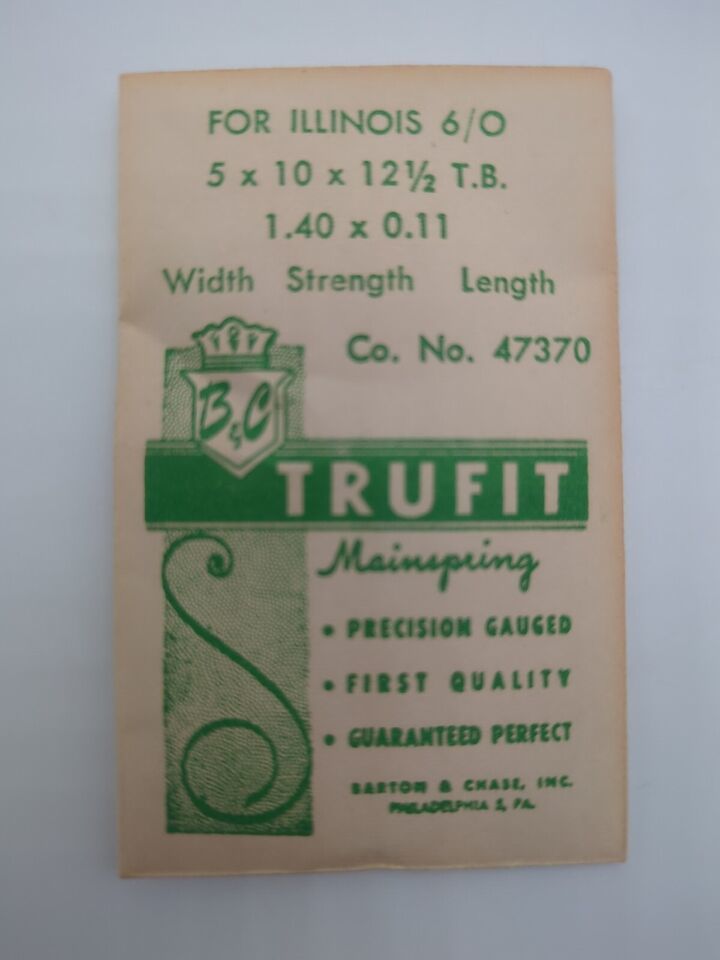 FOR ILLINOIS 6/O
5 x 10 x 12½ T.B.
1.40 x 0.11
Width Strength Length
Co. No. 47370
B & C
TRUFIT
Mainspring
• PRECISION GAUGED
• FIRST QUALITY
• GUARANTEED PERFECT
BARTON & CHASE, INC.
PHILADELPHIA 5, PA.